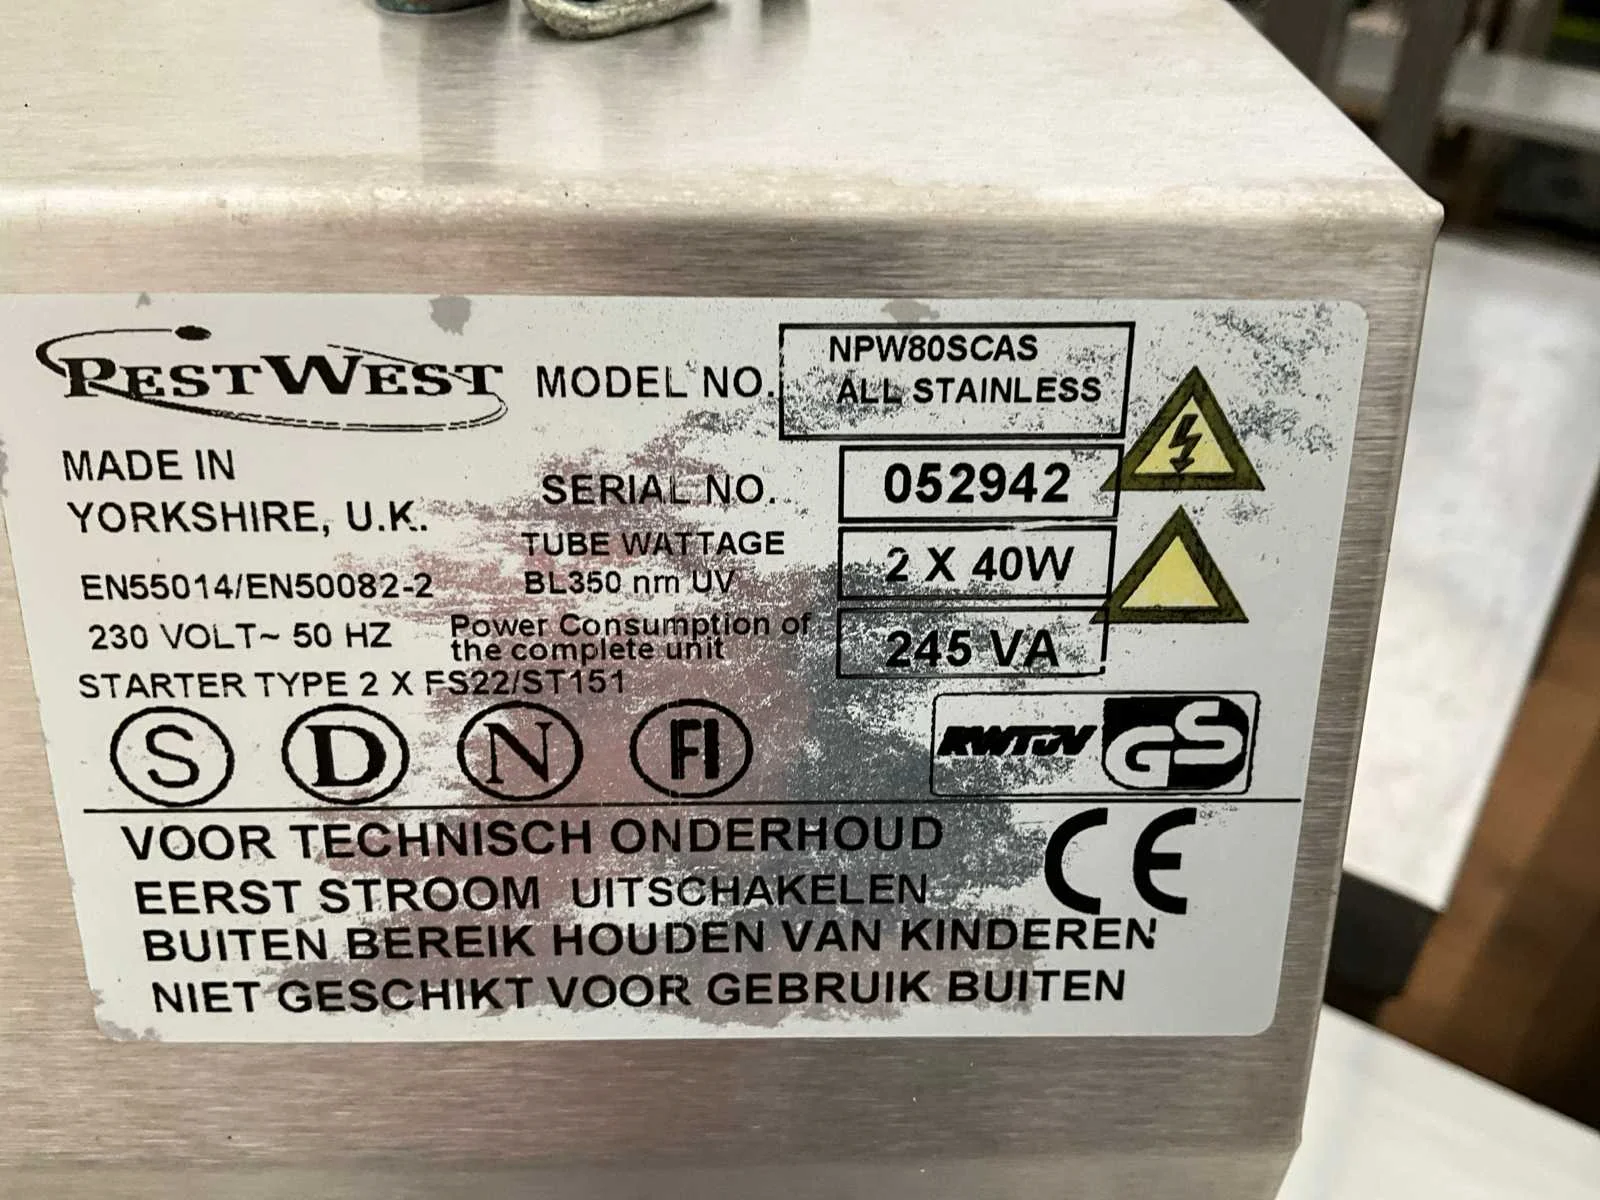 PESTWEST
MODEL NO.
NPW80SCAS
ALL STAINLESS
MADE IN
YORKSHIRE, U.K.
SERIAL NO.
052942
TUBE WATTAGE
BL350 nm UV
2 X 40W
EN55014/EN50082-2
230 VOLT~ 50 HZ
Power Consumption of
the complete unit
245 VA
STARTER TYPE 2 X FS22/ST151
S D N FI
RWTÜV GS
VOOR TECHNISCH ONDERHOUD
EERST STROOM UITSCHAKELEN
BUITEN BEREIK HOUDEN VAN KINDEREN
NIET GESCHIKT VOOR GEBRUIK BUITEN
CE